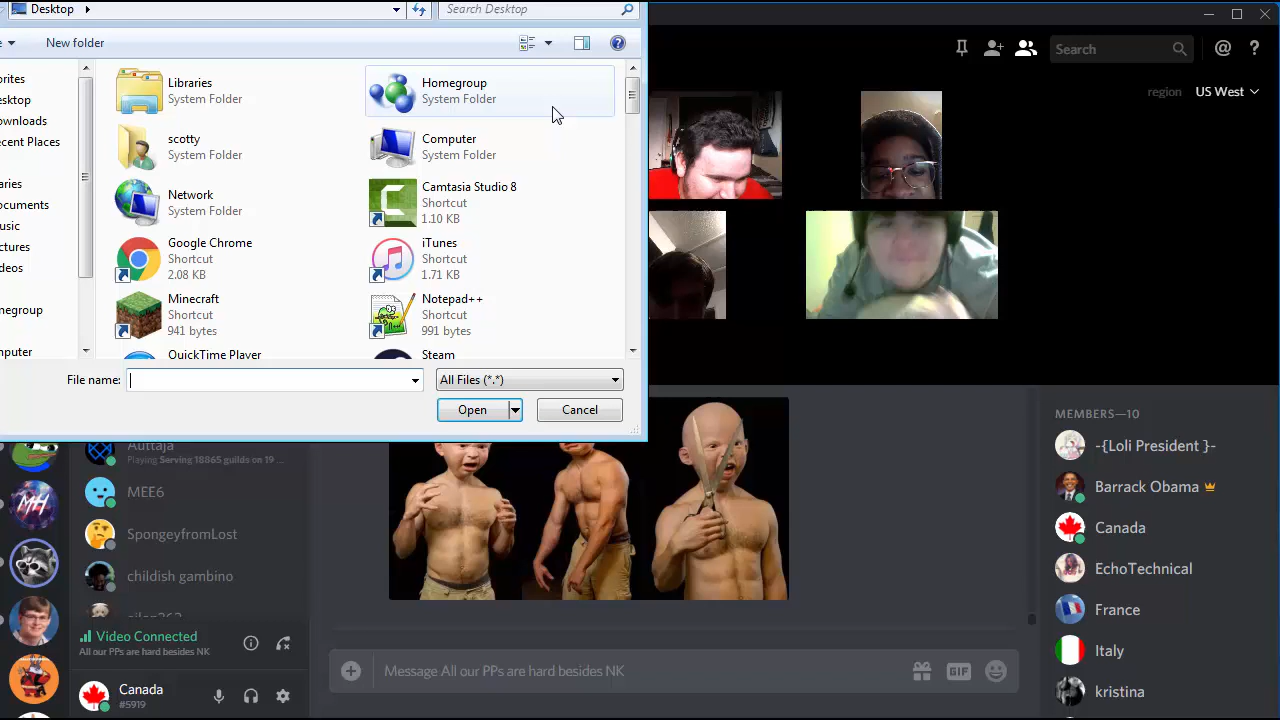 Desktop
Search Desktop
New folder
orites
esktop
ownloads
ecent Places
aries
ocuments
usic
ctures
deos
megroup
mputer
Libraries
System Folder
Homegroup
System Folder
scotty
System Folder
Computer
System Folder
Network
System Folder
Camtasia Studio 8
Shortcut
1.10 KB
Google Chrome
Shortcut
2.08 KB
iTunes
Shortcut
1.71 KB
Minecraft
Shortcut
941 bytes
Notepad++
Shortcut
991 bytes
QuickTime Player
Steam
File name:
All Files (*.*)
Open
Cancel
Search
region
US West
Auttaja
Playing Serving 18865 guilds on 19 ...
MEE6
SpongeyfromLost
childish gambino
Video Connected
All our PPs are hard besides NK
Canada
#5919
Message All our PPs are hard besides NK
GIF
MEMBERS—10
-{Loli President }-
Barrack Obama
Canada
EchoTechnical
France
Italy
kristina